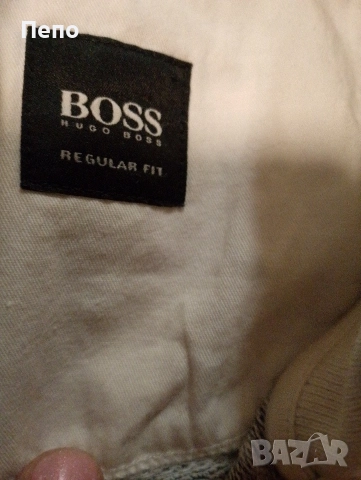 Пепо
BOSS
HUGO BOSS
REGULAR FIT
BAZAR